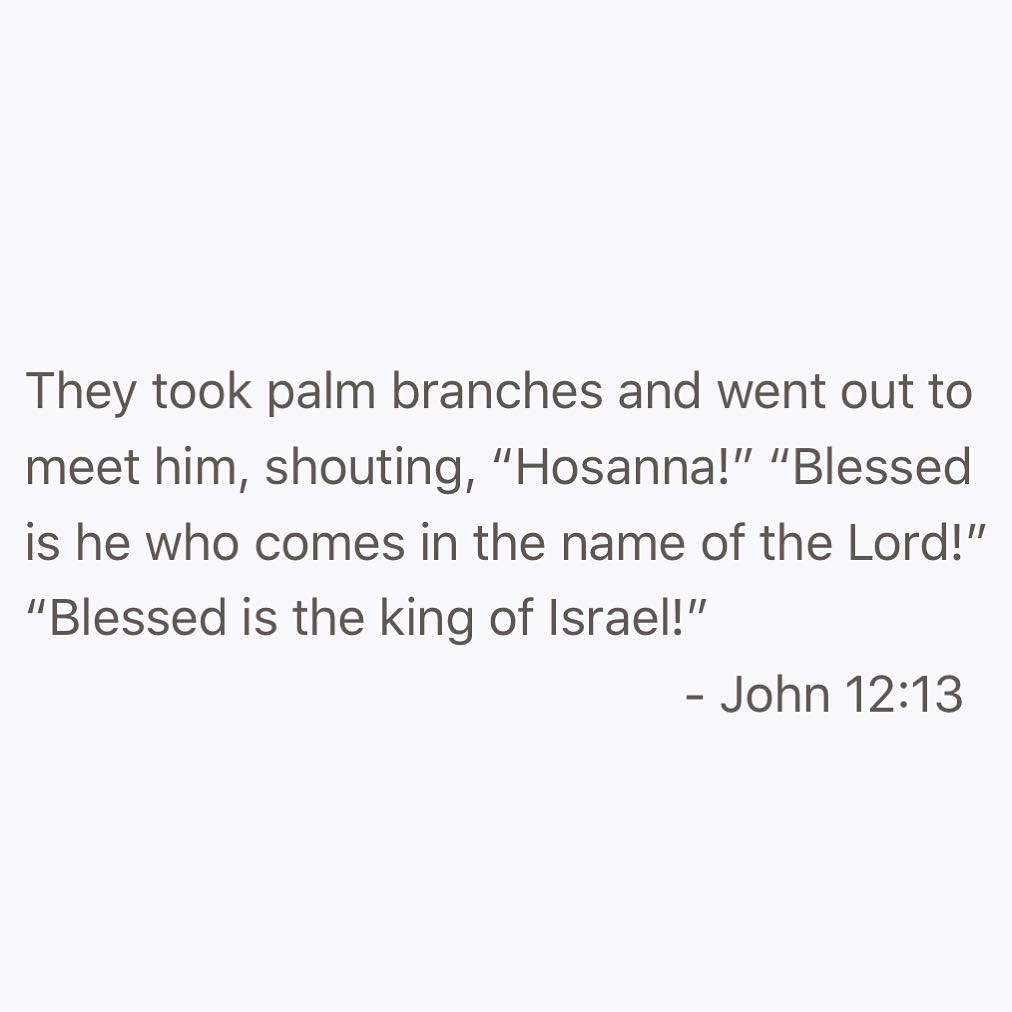 They took palm branches and went out to
meet him, shouting, “Hosanna!” “Blessed
is he who comes in the name of the Lord!”
“Blessed is the king of Israel!”
- John 12:13